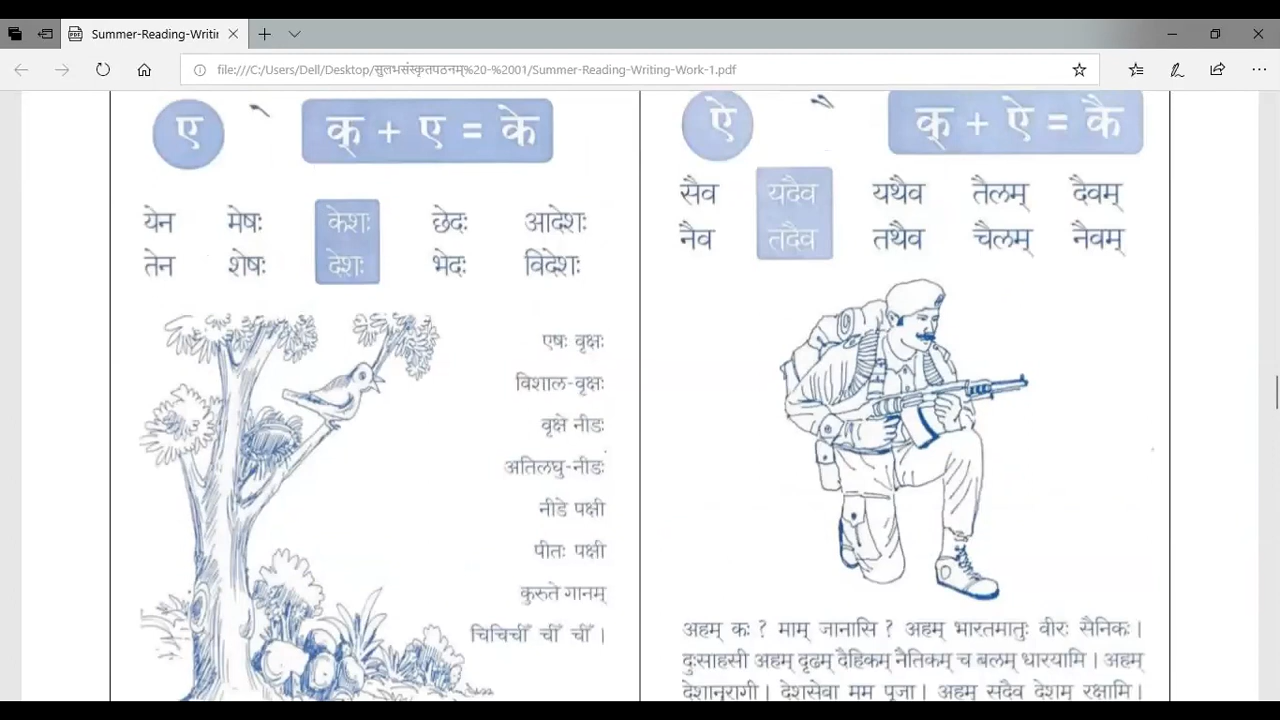 Summer-Reading-Writin
file:///C:/Users/Dell/Desktop/सुलभसंस्कृतपठनम्%20-%2001/Summer-Reading-Writing-Work-1.pdf
ए
क् + ए = के
येन मेषः केशः छेदः आदेशः
तेन शेषः देशः भेदः विदेशः
एषः वृक्षः
विशाल-वृक्षः
वृक्षे नीडः
अतिलघु-नीडः
नीडे पक्षी
पीतः पक्षी
कुरुते गानम्
चिचिचीँ चीँ चीँ ।
ऐ
क् + ऐ = कै
सैव यदैव यथैव तैलम् दैवम्
नैव तदैव तथैव चैलम् नैवम्
अहम् कः ? माम् जानासि ? अहम् भारतमातुः वीरः सैनिकः ।
दुःसाहसी अहम् दृढम् दैहिकम् नैतिकम् च बलम् धारयामि । अहम्
देशानुरागी । देशसेवा मम पूजा । अहम् सदैव देशम् रक्षामि ।